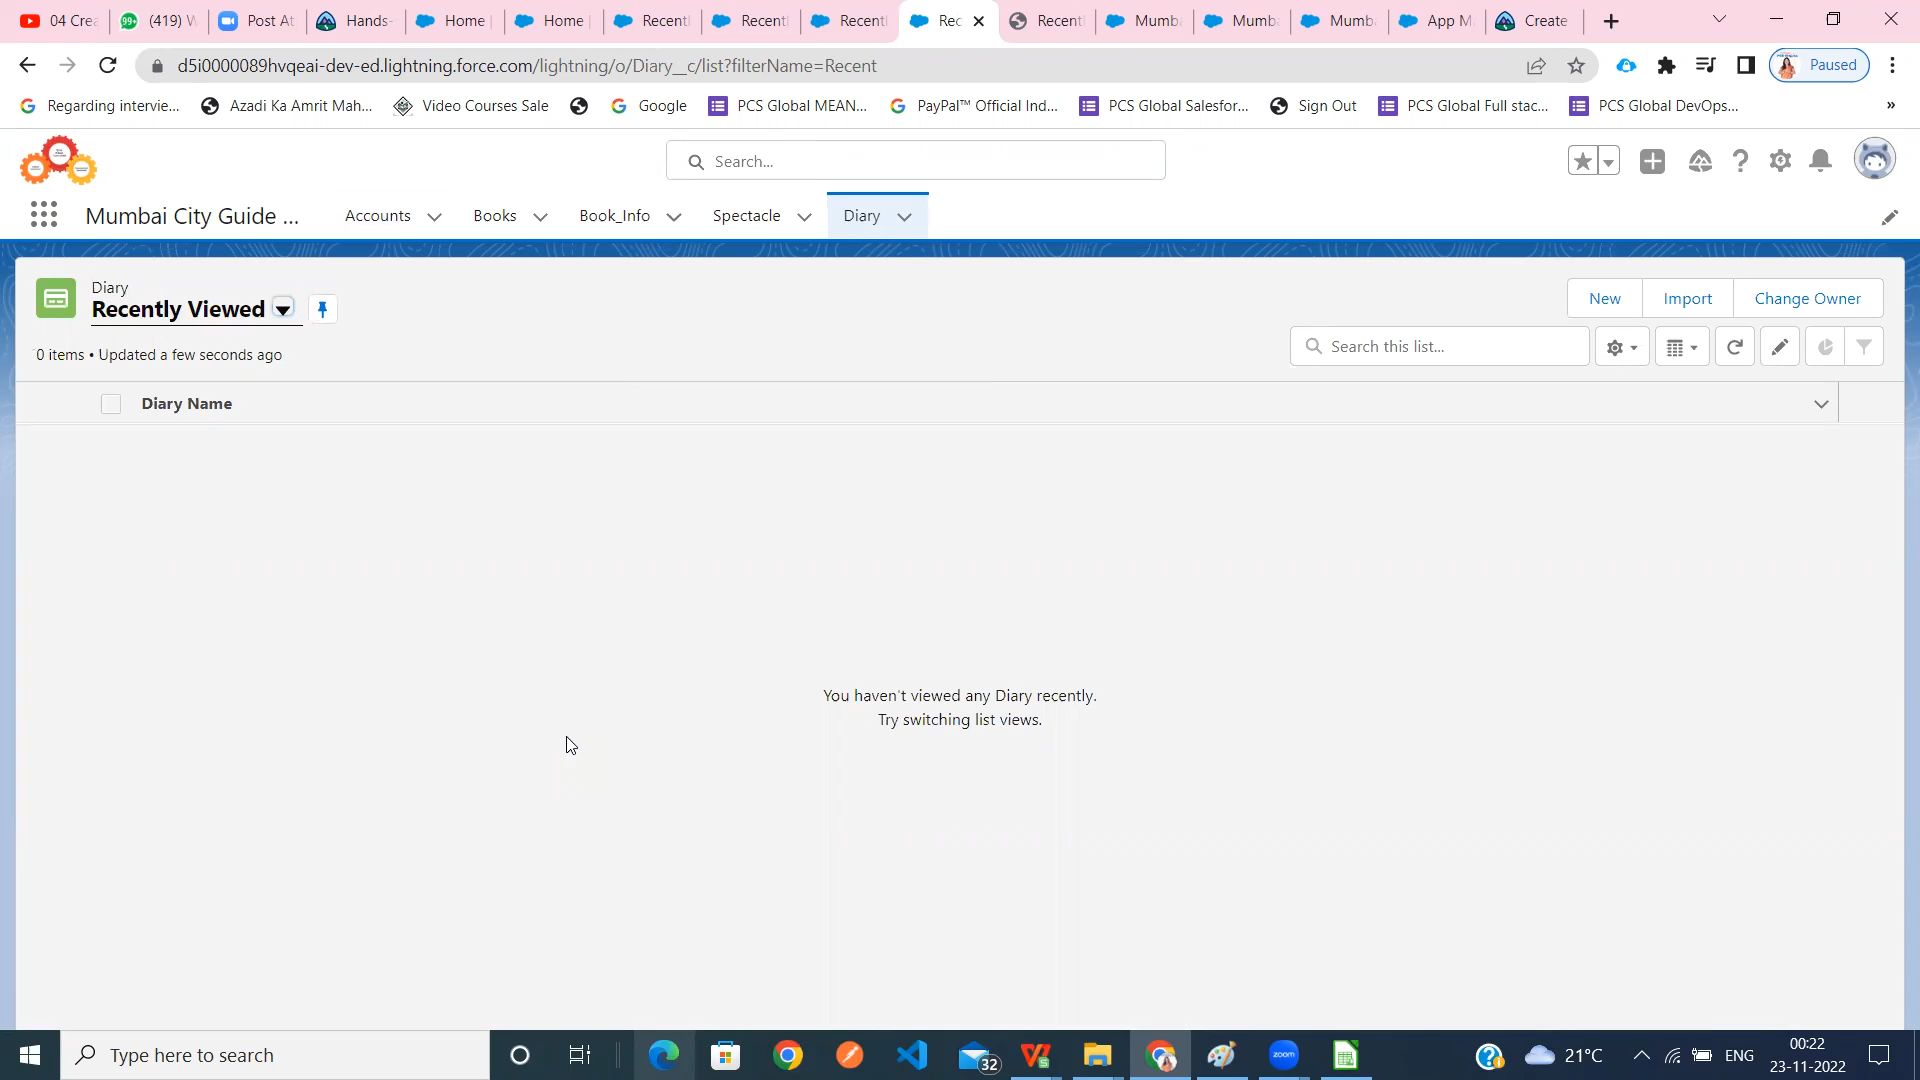 04 Crea
99+ (419) W
Post At
Hands-
Home
Home
Recent
Recent
Recent
Rec
Recent
Mumb
Mumb
Mumb
App M
Create
d5i0000089hvqeai-dev-ed.lightning.force.com/lightning/o/Diary__c/list?filterName=Recent
Paused
Regarding intervie...
Azadi Ka Amrit Mah...
Video Courses Sale
Google
PCS Global MEAN...
PayPal™ Official Ind...
PCS Global Salesfor...
Sign Out
PCS Global Full stac...
PCS Global DevOps...
»
Search...
Mumbai City Guide ...
Accounts
Books
Book_Info
Spectacle
Diary
Diary
Recently Viewed
New
Import
Change Owner
0 items • Updated a few seconds ago
Search this list...
Diary Name
You haven't viewed any Diary recently.
Try switching list views.
Type here to search
32
zoom
21°C
ENG
00:22
23-11-2022